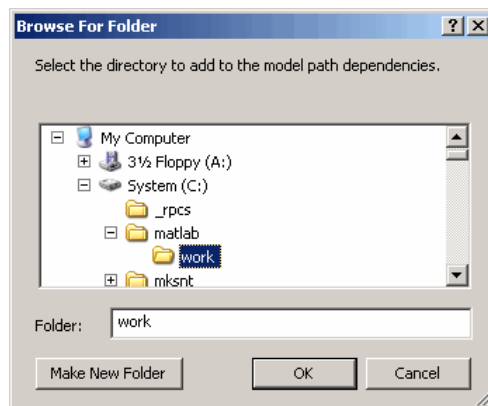 Browse For Folder
Select the directory to add to the model path dependencies.
My Computer
3½ Floppy (A:)
System (C:)
_rpcs
matlab
work
mksnt
Folder: work
Make New Folder OK Cancel